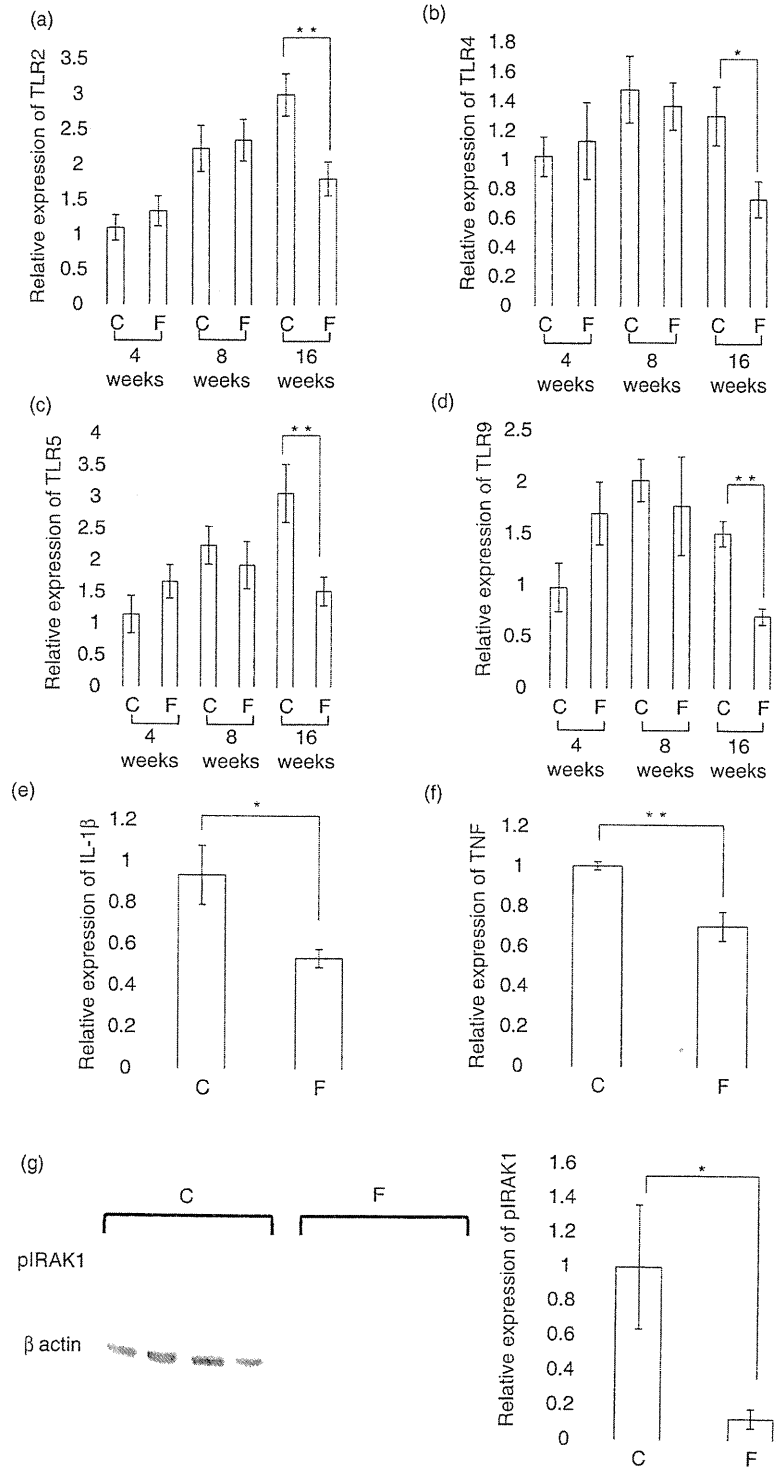 (a)
Relative expression of TLR2
3.5
3
2.5
2
1.5
1
0.5
0
**
C F C F C F
4 8 16
weeks weeks weeks
(b)
Relative expression of TLR4
1.8
1.6
1.4
1.2
1
0.8
0.6
0.4
0.2
0
*
C F C F C F
4 8 16
weeks weeks weeks
(c)
Relative expression of TLR5
4
3.5
3
2.5
2
1.5
1
0.5
0
**
C F C F C F
4 8 16
weeks weeks weeks
(d)
Relative expression of TLR9
2.5
2
1.5
1
0.5
0
**
C F C F C F
4 8 16
weeks weeks weeks
(e)
Relative expression of IL-1β
1.2
1
0.8
0.6
0.4
0.2
0
*
C F
(f)
Relative expression of TNF
1.2
1
0.8
0.6
0.4
0.2
0
**
C F
(g)
C F
pIRAK1
β actin
Relative expression of pIRAK1
1.6
1.4
1.2
1
0.8
0.6
0.4
0.2
0
*
C F